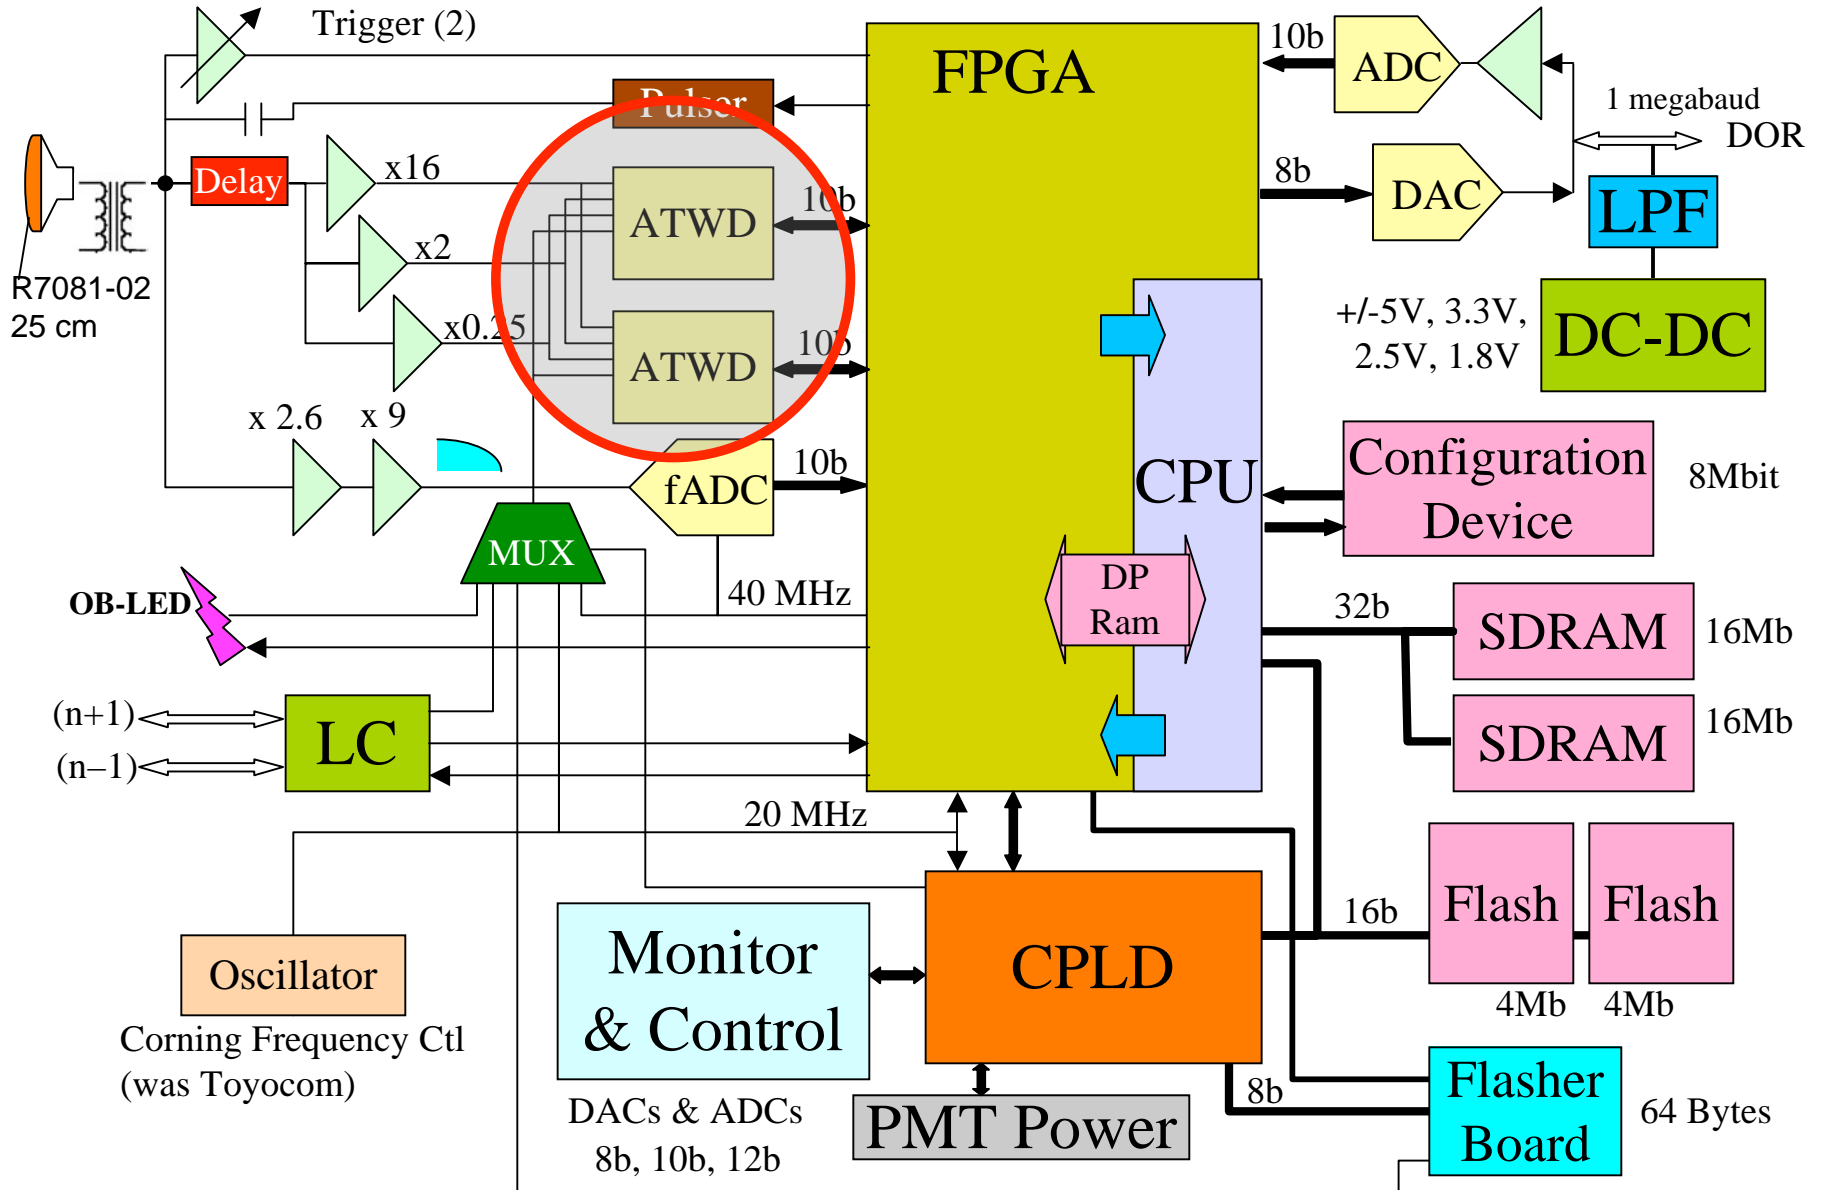 Trigger (2)
FPGA
10b
ADC
1 megabaud
DOR
Pulser
Delay
x16
ATWD
10b
8b
DAC
LPF
x2
R7081-02
25 cm
x0.25
ATWD
10b
+/-5V, 3.3V,
2.5V, 1.8V
DC-DC
x 2.6
x 9
fADC
10b
CPU
Configuration
Device
8Mbit
MUX
OB-LED
40 MHz
DP
Ram
32b
SDRAM
16Mb
(n+1)
(n–1)
LC
SDRAM
16Mb
20 MHz
Oscillator
Corning Frequency Ctl
(was Toyocom)
Monitor
& Control
DACs & ADCs
8b, 10b, 12b
CPLD
16b
Flash
Flash
4Mb
4Mb
PMT Power
8b
Flasher
Board
64 Bytes